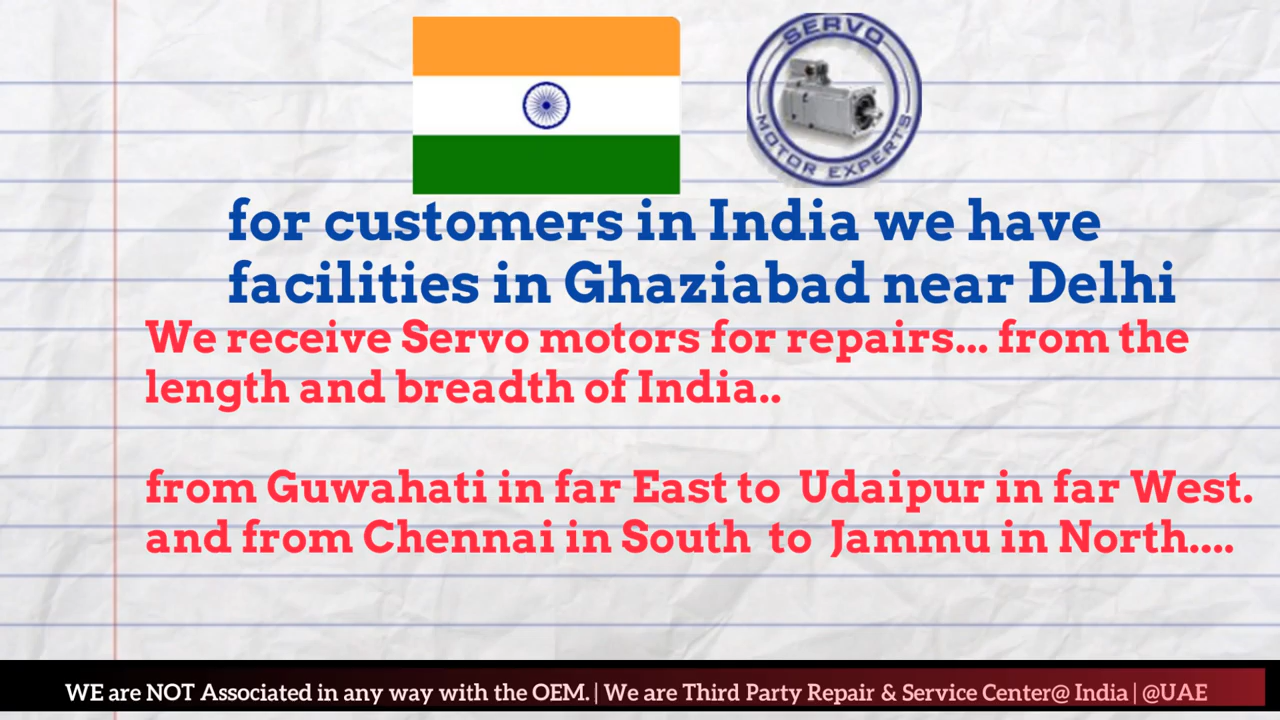 SERVO
MOTOR EXPERTS
for customers in India we have
facilities in Ghaziabad near Delhi
We receive Servo motors for repairs... from the
length and breadth of India..
from Guwahati in far East to Udaipur in far West.
and from Chennai in South to Jammu in North....
WE are NOT Associated in any way with the OEM. | We are Third Party Repair & Service Center@ India | @UAE